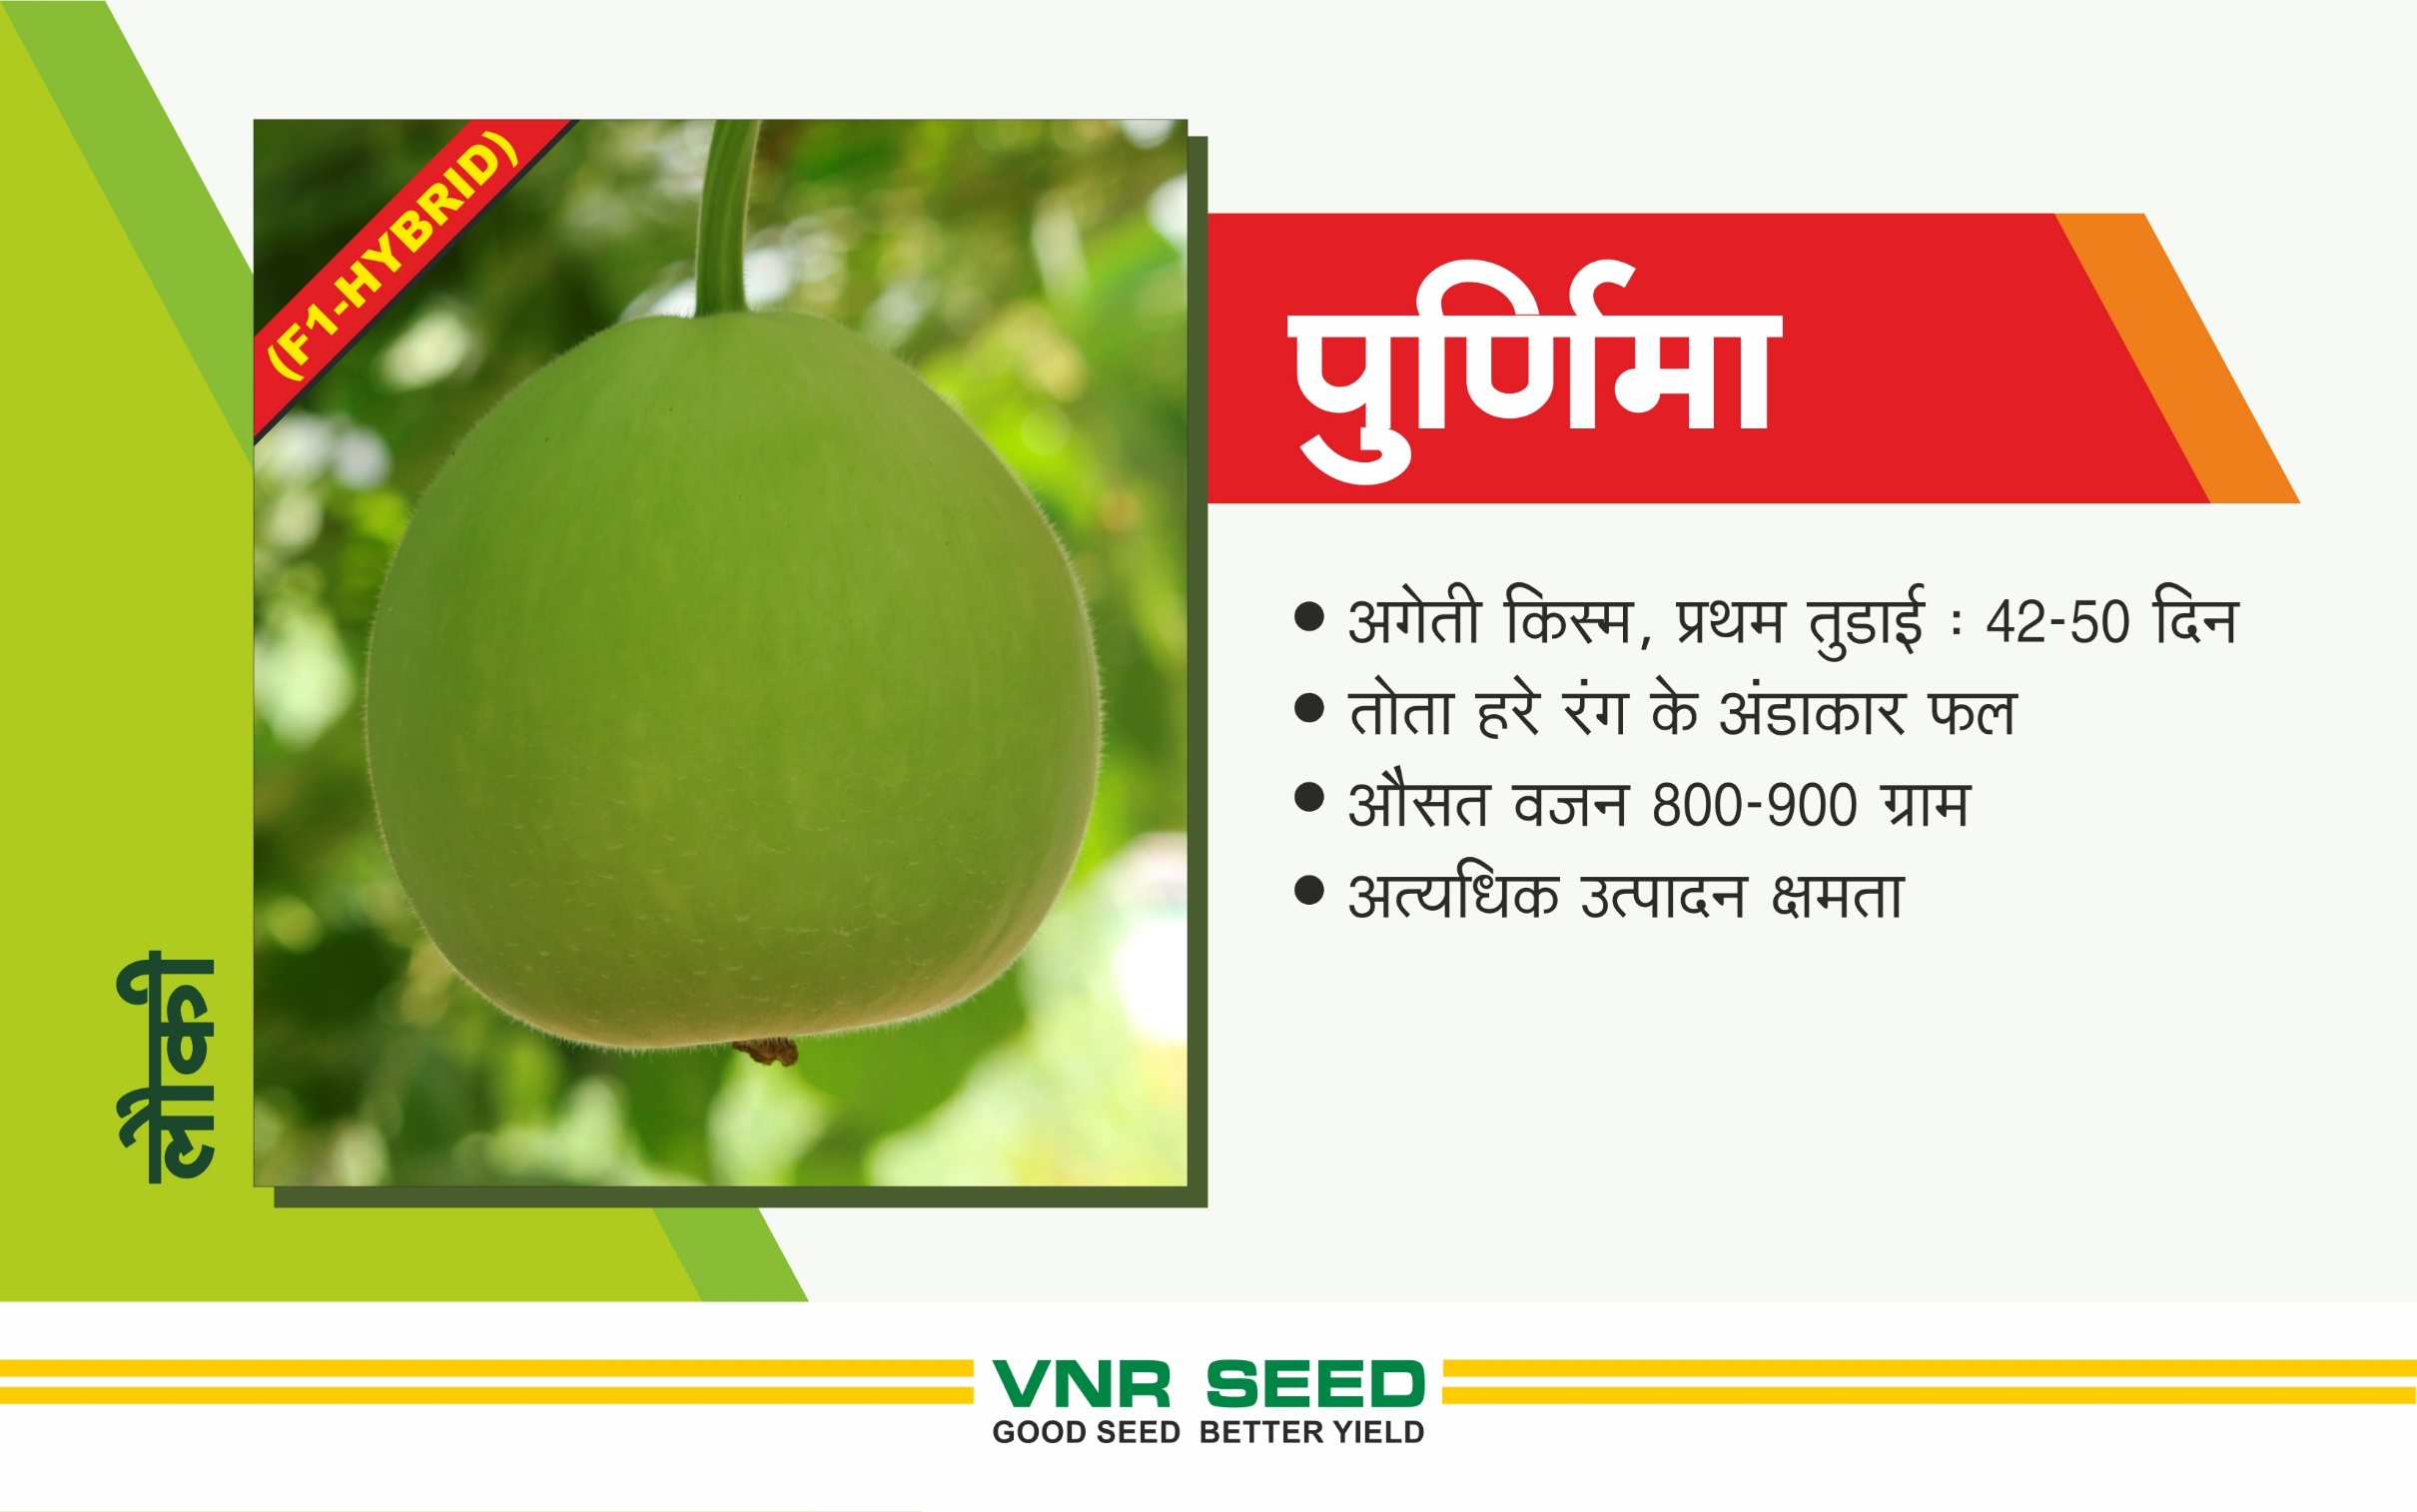 (F1-HYBRID)
पुर्णिमा
अगेती किस्म, प्रथम तुडाई : 42-50 दिन
तोता हरे रंग के अंडाकार फल
औसत वजन 800-900 ग्राम
अत्यधिक उत्पादन क्षमता
लौकी
VNR SEED
GOOD SEED BETTER YIELD